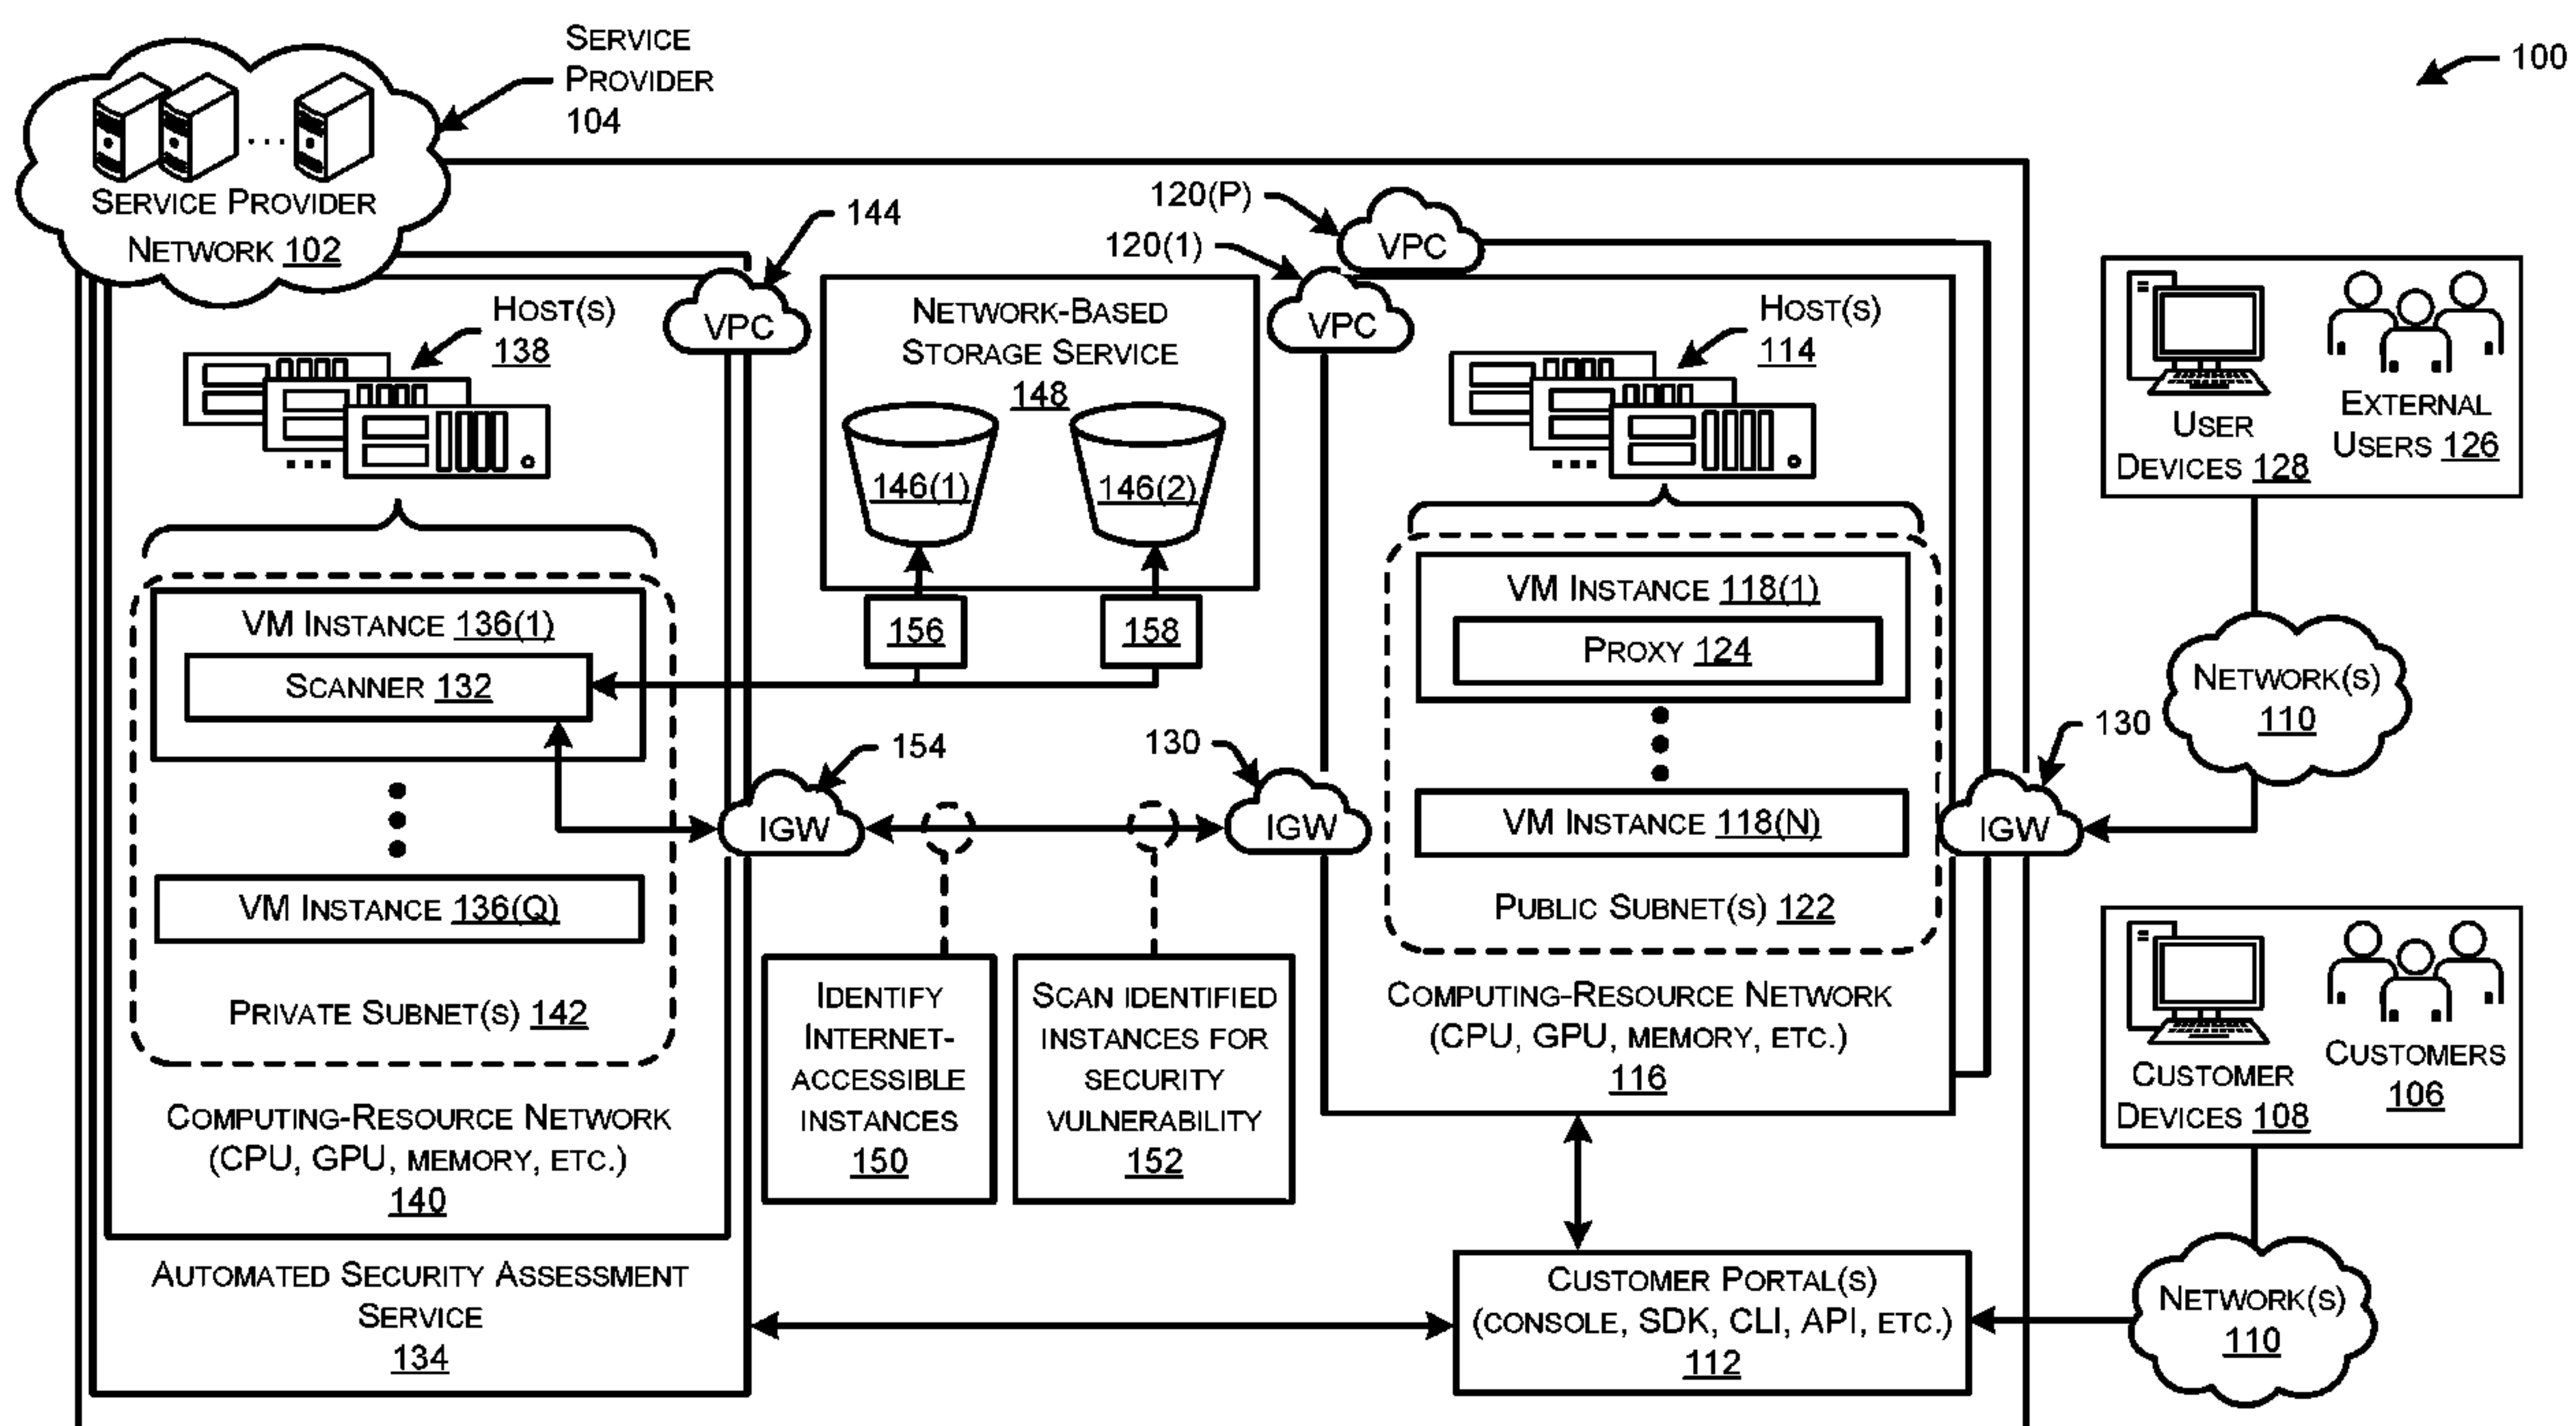 SERVICE
PROVIDER
104
100
SERVICE PROVIDER
NETWORK 102
144
VPC
HOST(S)
138
VM INSTANCE 136(1)
SCANNER 132
VM INSTANCE 136(Q)
PRIVATE SUBNET(S) 142
COMPUTING-RESOURCE NETWORK
(CPU, GPU, MEMORY, ETC.)
140
AUTOMATED SECURITY ASSESSMENT
SERVICE
134
NETWORK-BASED
STORAGE SERVICE
148
146(1)
146(2)
156
158
154
IGW
130
IGW
IDENTIFY
INTERNET-
ACCESSIBLE
INSTANCES
150
SCAN IDENTIFIED
INSTANCES FOR
SECURITY
VULNERABILITY
152
120(P)
VPC
120(1)
VPC
HOST(S)
114
VM INSTANCE 118(1)
PROXY 124
VM INSTANCE 118(N)
PUBLIC SUBNET(S) 122
COMPUTING-RESOURCE NETWORK
(CPU, GPU, MEMORY, ETC.)
116
CUSTOMER PORTAL(S)
(CONSOLE, SDK, CLI, API, ETC.)
112
USER
DEVICES 128
EXTERNAL
USERS 126
NETWORK(S)
110
130
IGW
CUSTOMER
DEVICES 108
CUSTOMERS
106
NETWORK(S)
110